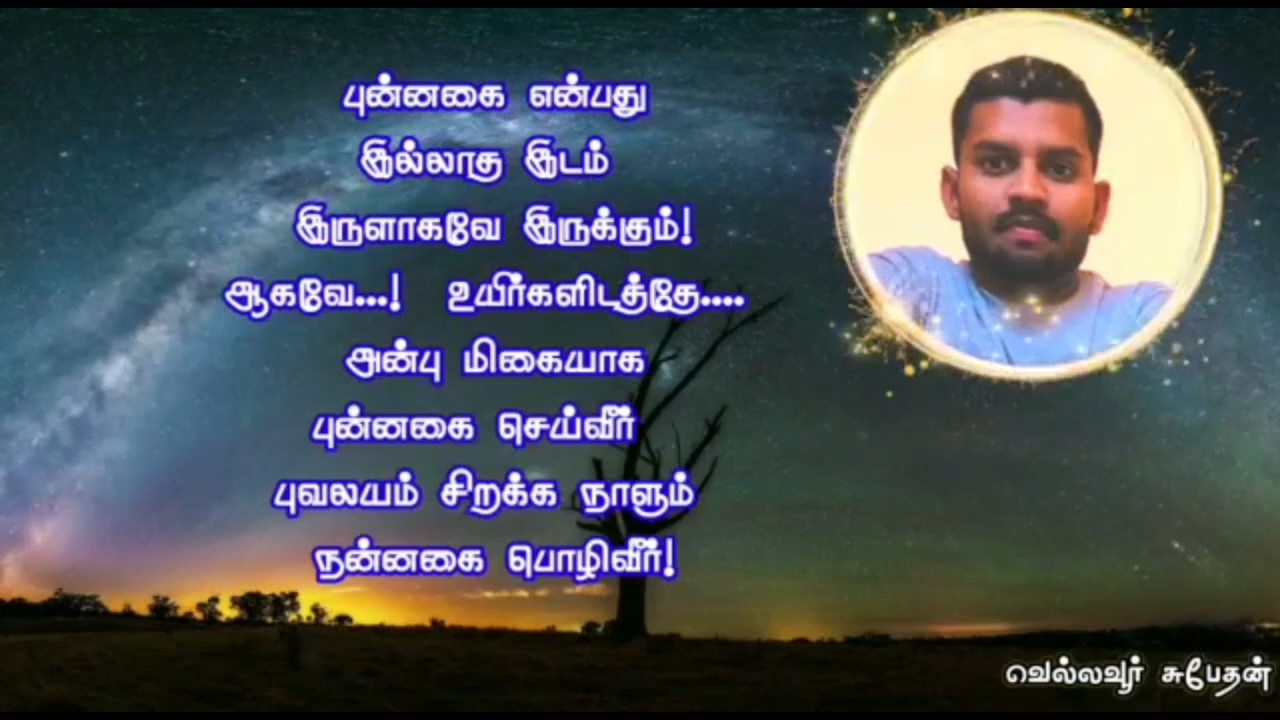 புன்னகை என்பது
இல்லாத இடம்
இருளாகவே இருக்கும்!
ஆகவே...! உயிர்களிடத்தே....
அன்பு மிகையாக
புன்னகை செய்வீர்
புவலயம் சிறக்க நாளும்
நன்னகை பொழிவீர்!
வெல்லவூர் சுபேதன்